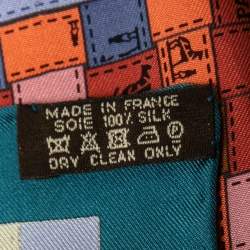 MADE IN FRANCE
SOIE 100% SILK
DRY CLEAN ONLY